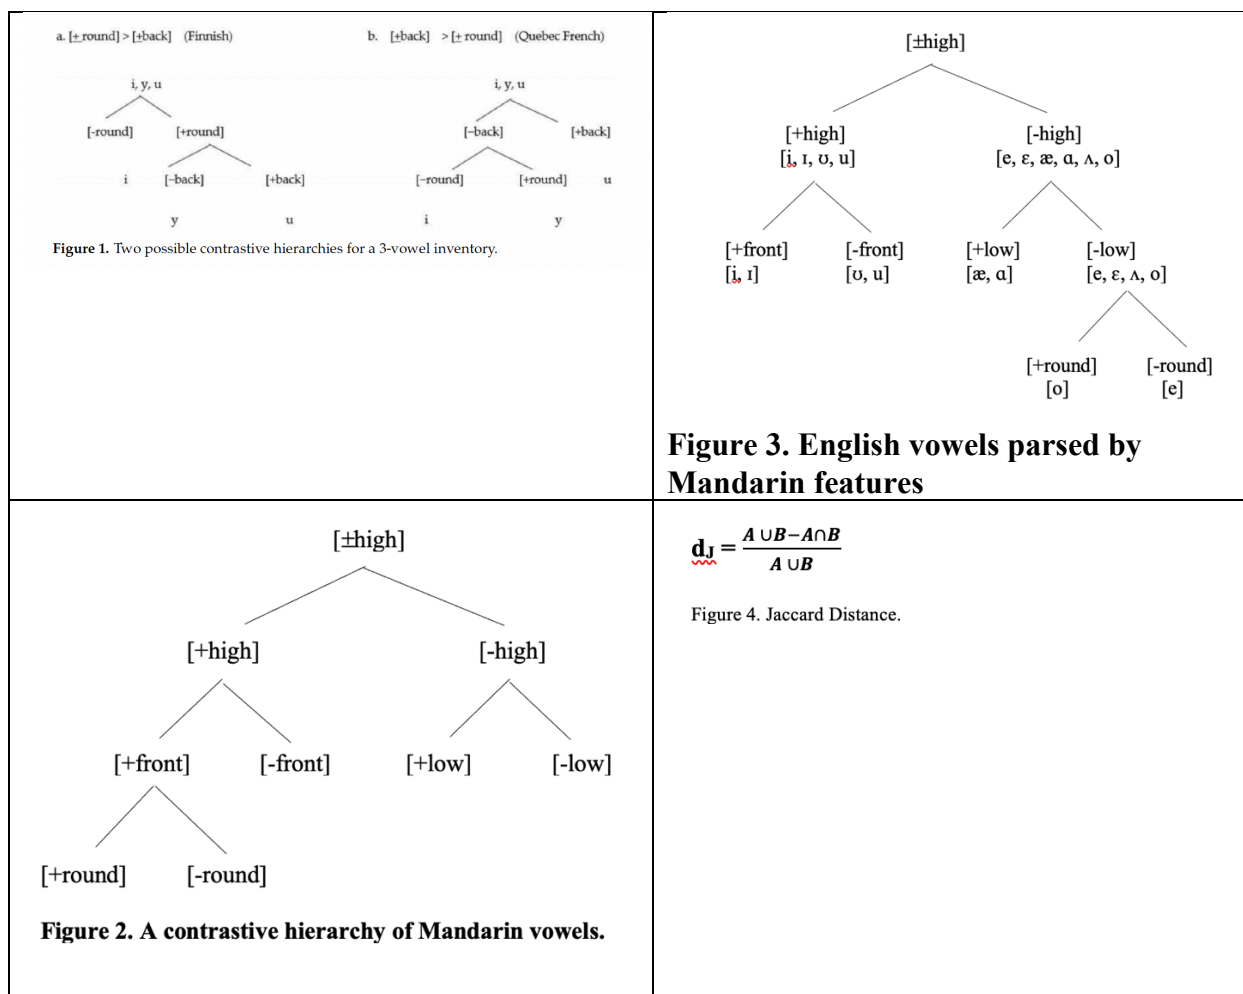 a. [± round] > [±back] (Finnish)
b. [±back] > [± round] (Quebec French)
i, y, u
i, y, u
[-round] [+round]
[-back] [+back]
i [-back] [+back]
[-round] [+round] u
y u
i y
Figure 1. Two possible contrastive hierarchies for a 3-vowel inventory.
[±high]
[+high] [-high]
[i, ɪ, ʊ, u] [e, ɛ, æ, ɑ, ʌ, o]
[+front] [-front] [+low] [-low]
[i, ɪ] [ʊ, u] [æ, ɑ] [e, ɛ, ʌ, o]
[+round] [-round]
[o] [e]
Figure 3. English vowels parsed by
Mandarin features
[±high]
[+high] [-high]
[+front] [-front] [+low] [-low]
[+round] [-round]
Figure 2. A contrastive hierarchy of Mandarin vowels.
dJ = A ∪B−A∩B
A ∪B
Figure 4. Jaccard Distance.